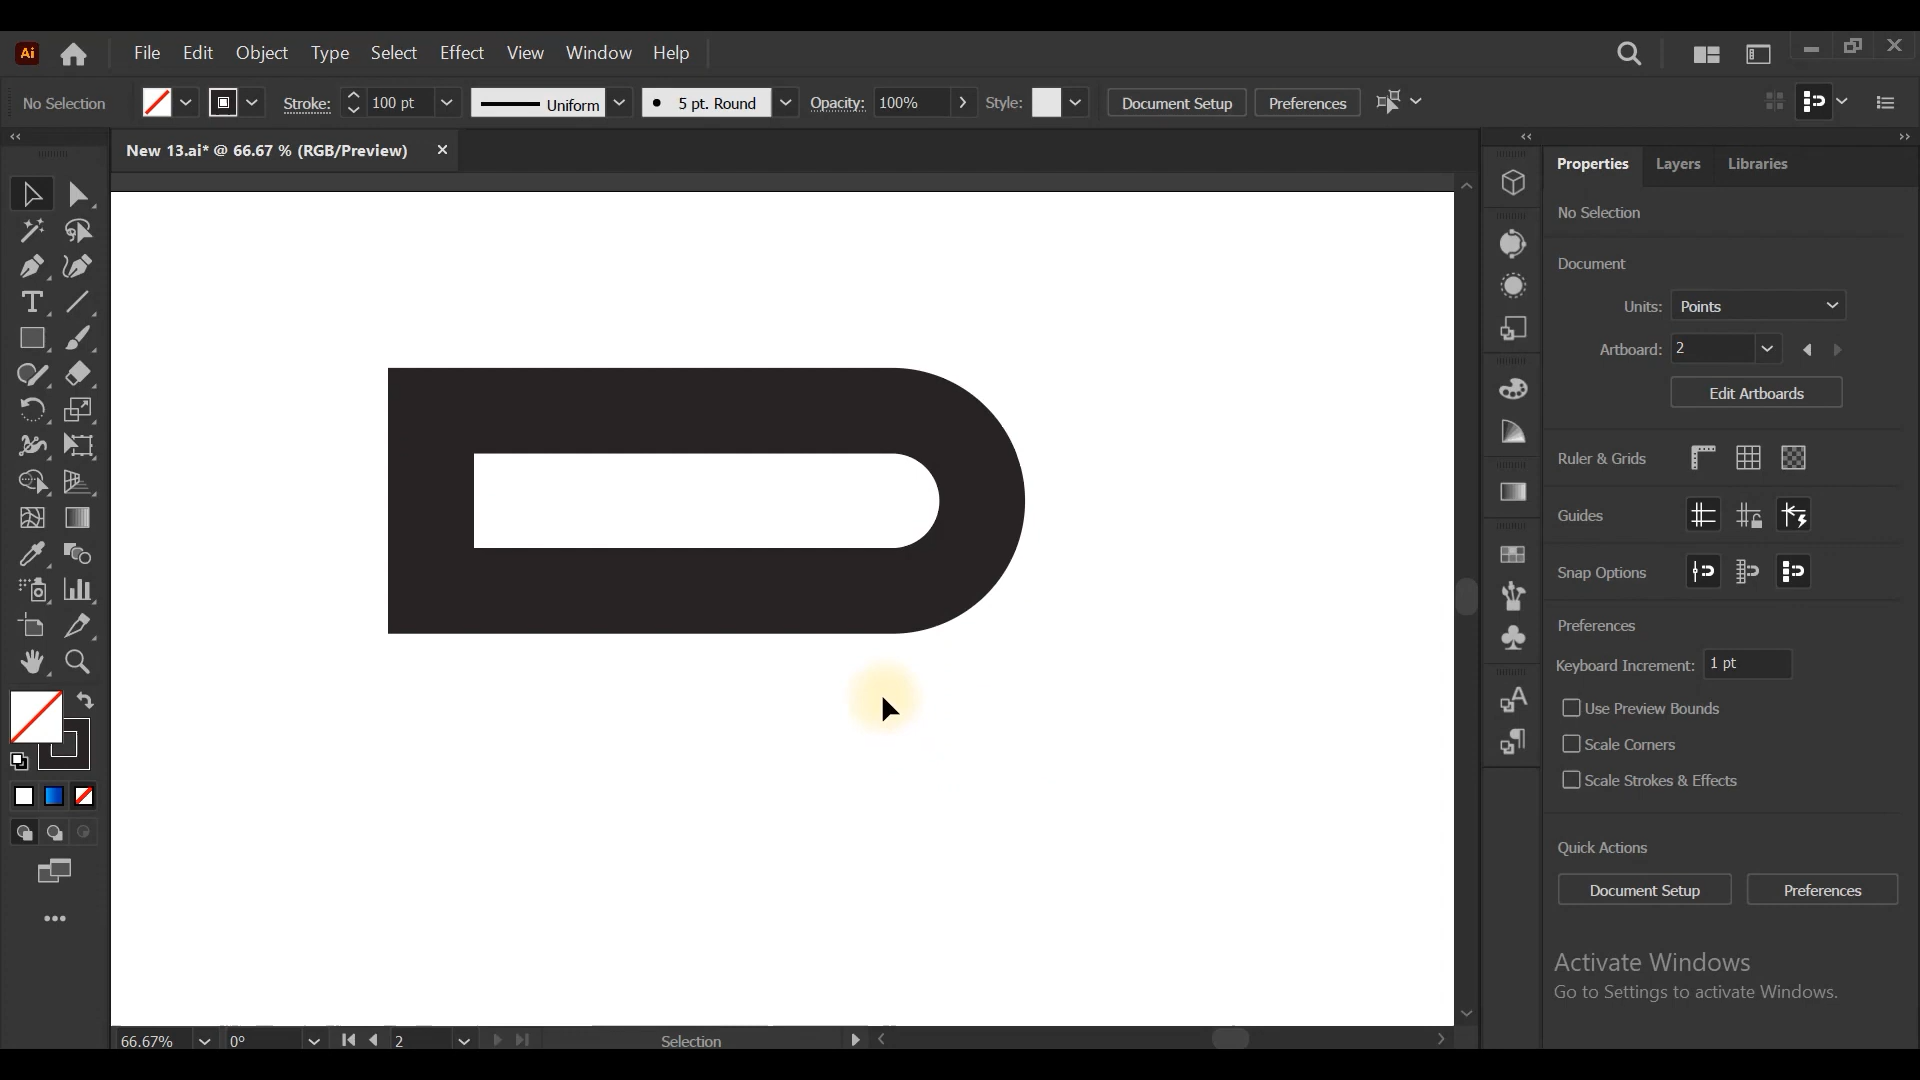 Ai File Edit Object Type Select Effect View Window Help
No Selection Stroke: 100 pt Uniform 5 pt. Round Opacity: 100% Style: Document Setup Preferences
New 13.ai* @ 66.67 % (RGB/Preview)
Properties Layers Libraries
No Selection
Document
Units: Points
Artboard: 2
Edit Artboards
Ruler & Grids
Guides
Snap Options
Preferences
Keyboard Increment: 1 pt
Use Preview Bounds
Scale Corners
Scale Strokes & Effects
Quick Actions
Document Setup Preferences
Activate Windows
Go to Settings to activate Windows.
66.67% 0° 2 Selection